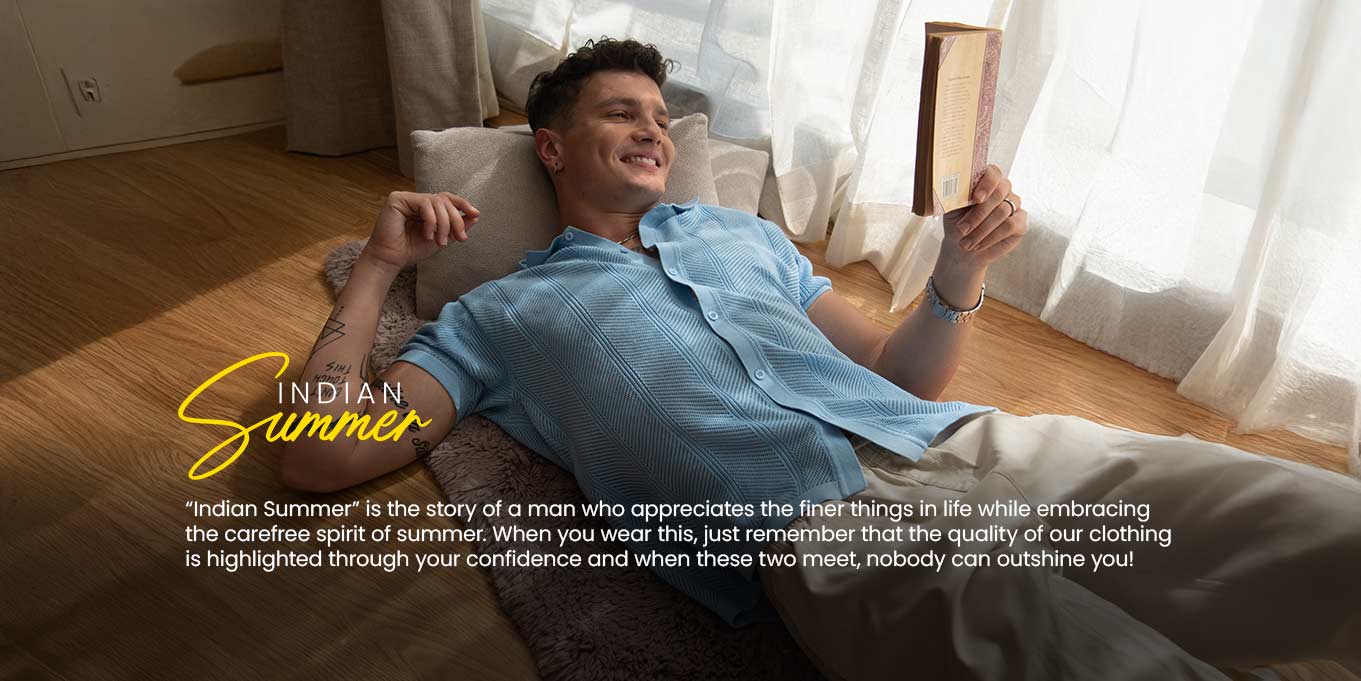 INDIAN
Summer
“Indian Summer” is the story of a man who appreciates the finer things in life while embracing
the carefree spirit of summer. When you wear this, just remember that the quality of our clothing
is highlighted through your confidence and when these two meet, nobody can outshine you!